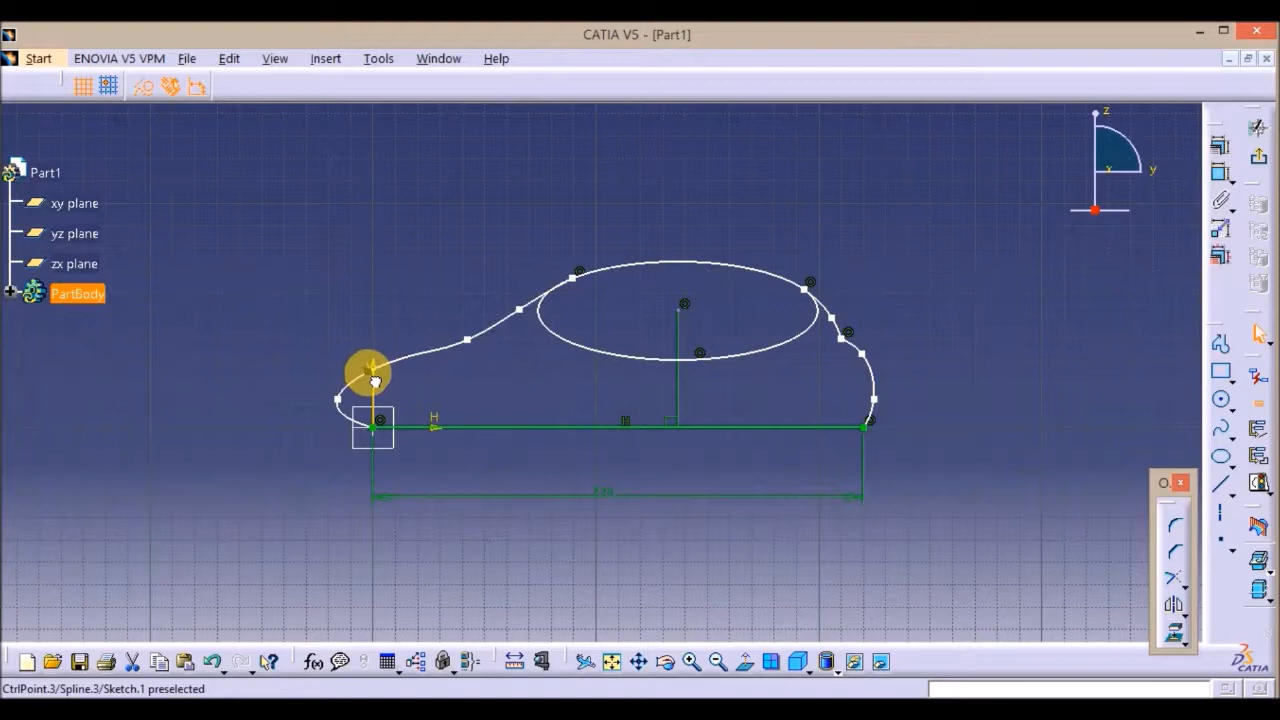 CATIA V5 - [Part1]
Start ENOVIA V5 VPM File Edit View Insert Tools Window Help
z
x y
Part1
xy plane
yz plane
zx plane
PartBody
H
H
O.
f(x)
CATIA
CtrlPoint.3/Spline.3/Sketch.1 preselected